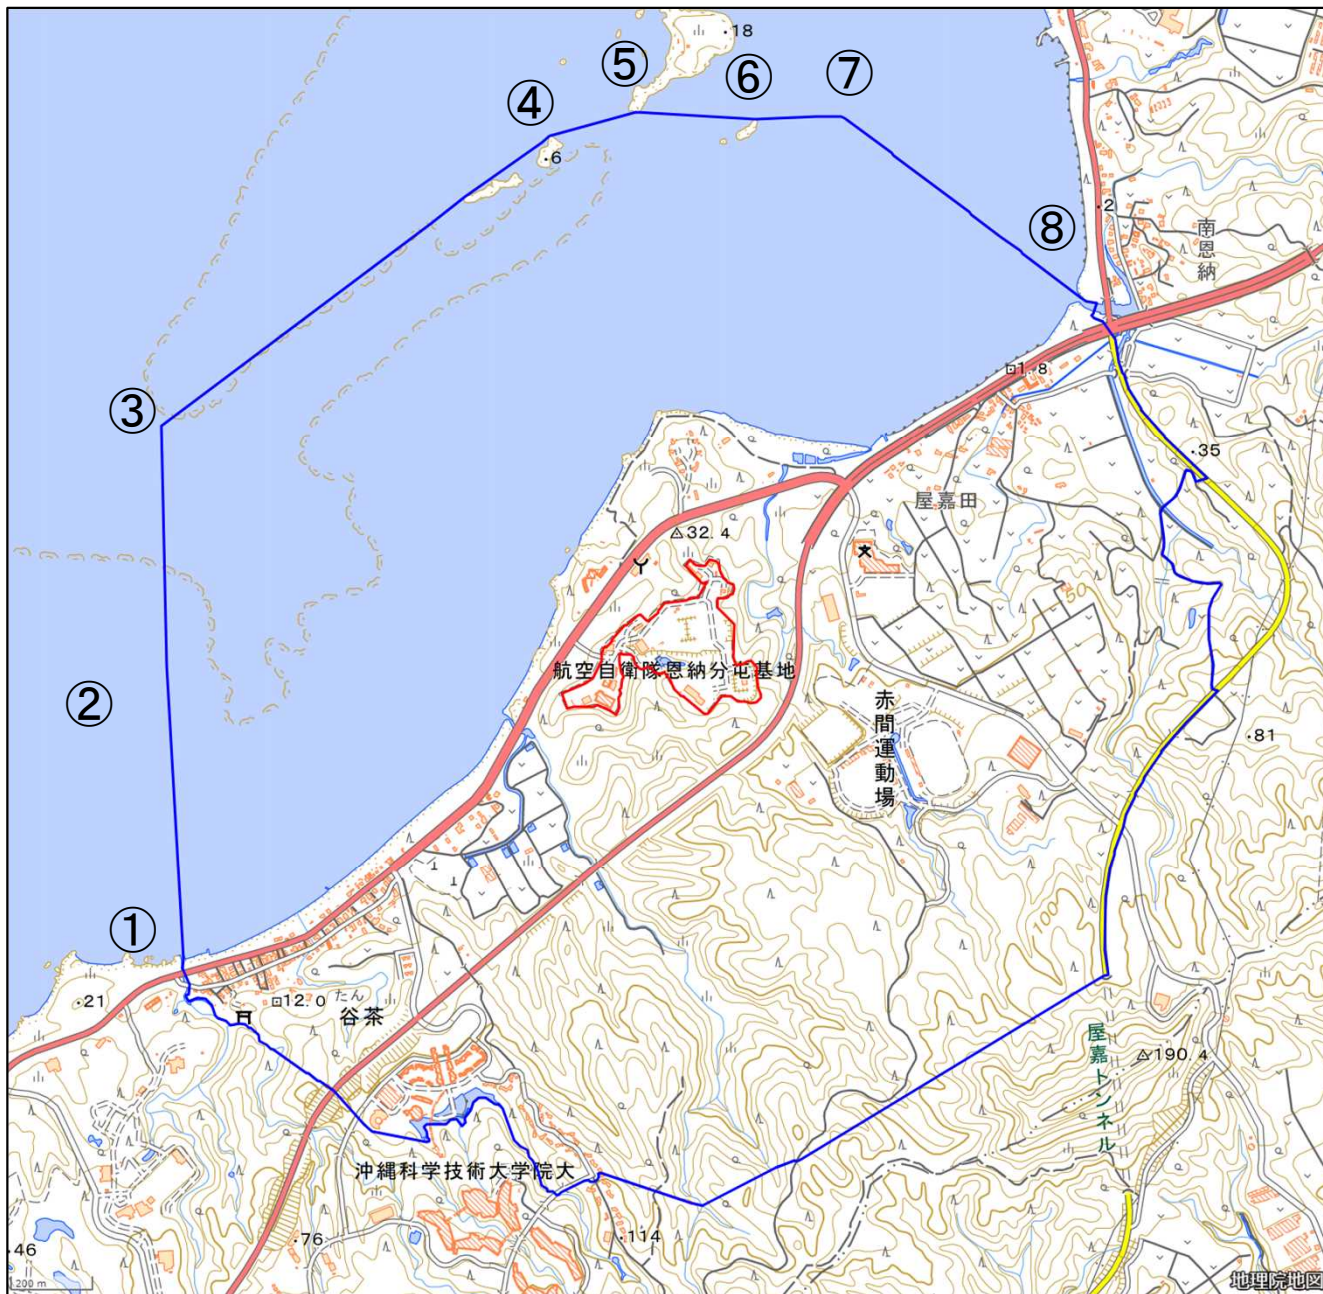 18
⑤
⑥
⑦
④
6
2
⑧
南恩納
1.8
③
35
屋嘉田
32.4
50
航空自衛隊恩納分屯基地
②
赤間運動場
81
①
100
21
12.0
たん
谷茶
屋嘉トンネル
190.4
沖縄科学技術大学院大
114
76
46
200 m
地理院地図